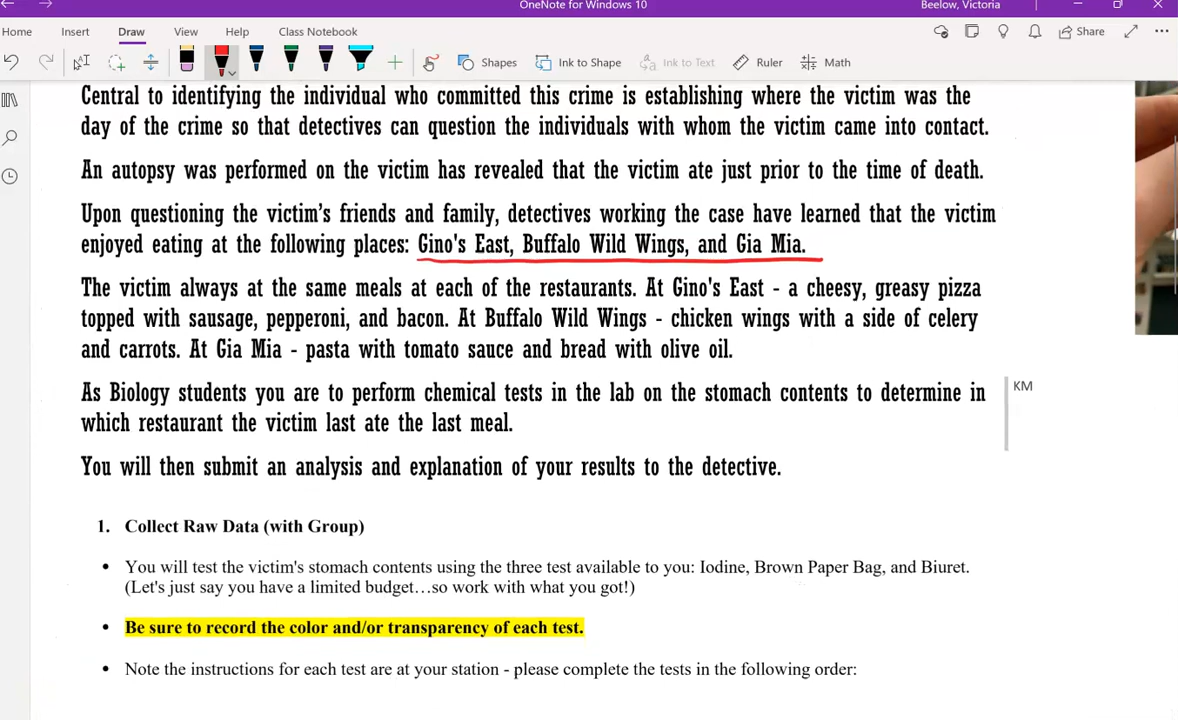 OneNote for Windows 10
Beelow, Victoria
Home Insert Draw View Help Class Notebook
Share
Shapes Ink to Shape Ink to Text Ruler Math
Central to identifying the individual who committed this crime is establishing where the victim was the
day of the crime so that detectives can question the individuals with whom the victim came into contact.
An autopsy was performed on the victim has revealed that the victim ate just prior to the time of death.
Upon questioning the victim's friends and family, detectives working the case have learned that the victim
enjoyed eating at the following places: Gino's East, Buffalo Wild Wings, and Gia Mia.
The victim always at the same meals at each of the restaurants. At Gino's East - a cheesy, greasy pizza
topped with sausage, pepperoni, and bacon. At Buffalo Wild Wings - chicken wings with a side of celery
and carrots. At Gia Mia - pasta with tomato sauce and bread with olive oil.
As Biology students you are to perform chemical tests in the lab on the stomach contents to determine in
which restaurant the victim last ate the last meal.
KM
You will then submit an analysis and explanation of your results to the detective.
1. Collect Raw Data (with Group)
• You will test the victim's stomach contents using the three test available to you: Iodine, Brown Paper Bag, and Biuret.
(Let's just say you have a limited budget…so work with what you got!)
• Be sure to record the color and/or transparency of each test.
• Note the instructions for each test are at your station - please complete the tests in the following order: